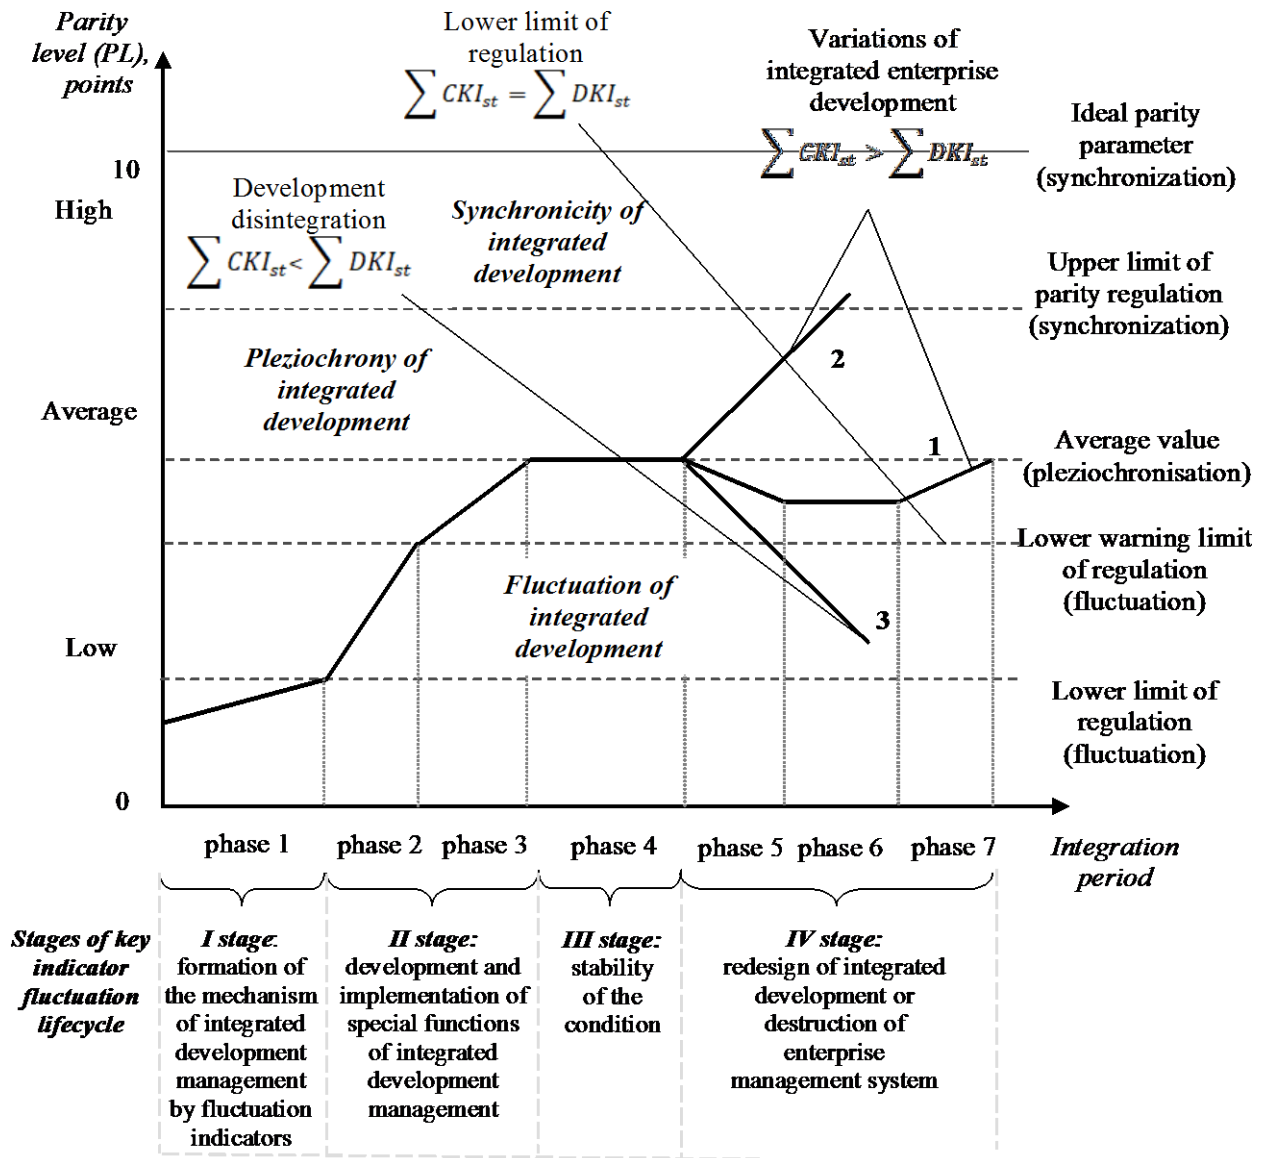 Parity
level (PL),
points
Lower limit of
regulation
∑ CKI_st = ∑ DKI_st
Variations of
integrated enterprise
development
∑ CKI_st > ∑ DKI_st
Ideal parity
parameter
(synchronization)
10
High
Development
disintegration
∑ CKI_st < ∑ DKI_st
Synchronicity of
integrated
development
Upper limit of
parity regulation
(synchronization)
Pleziochrony of
integrated
development
2
Average
1
Average value
(pleziochronisation)
Lower warning limit
of regulation
(fluctuation)
Fluctuation of
integrated
development
3
Low
Lower limit of
regulation
(fluctuation)
0
phase 1 phase 2 phase 3 phase 4 phase 5 phase 6 phase 7
Integration
period
Stages of key
indicator
fluctuation
lifecycle
I stage:
formation of
the mechanism
of integrated
development
management
by fluctuation
indicators
II stage:
development and
implementation of
special functions
of integrated
development
management
III stage:
stability
of the
condition
IV stage:
redesign of integrated
development or
destruction of
enterprise
management system